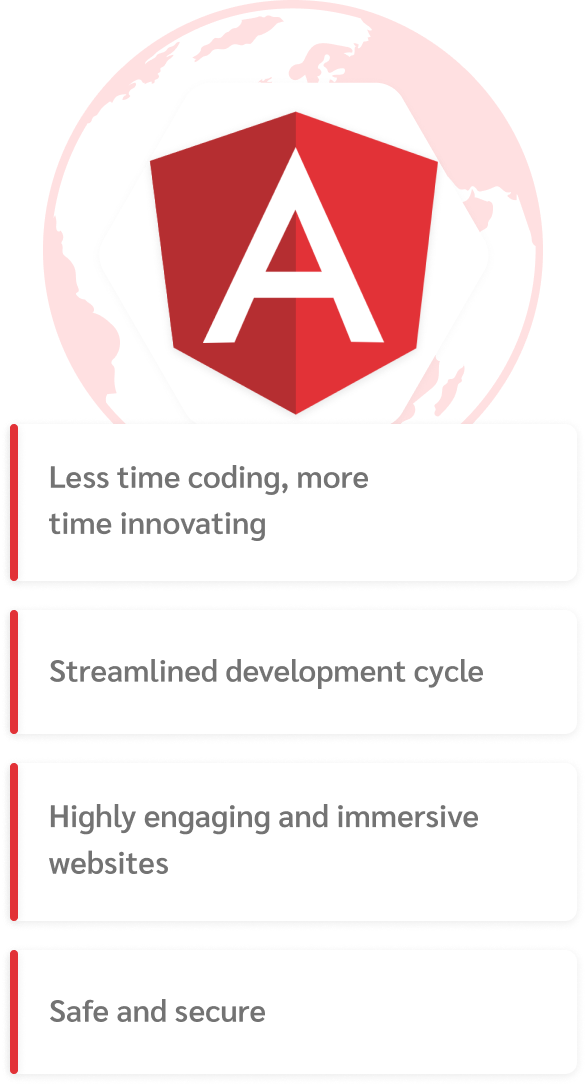 A
Less time coding, more
time innovating
Streamlined development cycle
Highly engaging and immersive
websites
Safe and secure